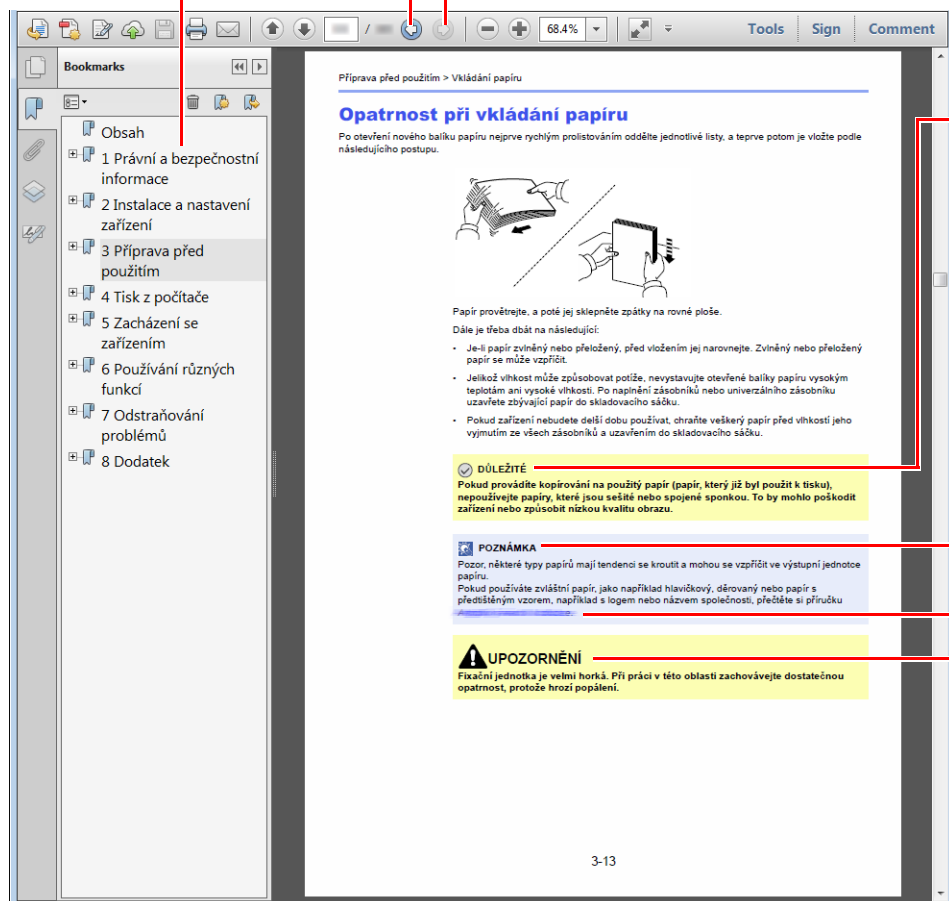 /
68.4%
Tools
Sign
Comment
Bookmarks
Obsah
1 Právní a bezpečnostní
informace
2 Instalace a nastavení
zařízení
3 Příprava před
použitím
4 Tisk z počítače
5 Zacházení se
zařízením
6 Používání různých
funkcí
7 Odstraňování
problémů
8 Dodatek
Příprava před použitím > Vkládání papíru
Opatrnost při vkládání papíru
Po otevření nového balíku papíru nejprve rychlým prolistováním oddělte jednotlivé listy, a teprve potom je vložte podle
následujícího postupu.
Papír provětrejte, a poté jej sklepněte zpátky na rovné ploše.
Dále je třeba dbát na následující:
• Je-li papír zvlněný nebo přeložený, před vložením jej narovnejte. Zvlněný nebo přeložený
papír se může vzpříčit.
• Jelikož vlhkost může způsobovat potíže, nevystavujte otevřené balíky papíru vysokým
teplotám ani vysoké vlhkosti. Po naplnění zásobníků nebo univerzálního zásobníku
uzavřete zbývající papír do skladovacího sáčku.
• Pokud zařízení nebudete delší dobu používat, chraňte veškerý papír před vlhkostí jeho
vyjmutím ze všech zásobníků a uzavřením do skladovacího sáčku.
DŮLEŽITÉ
Pokud provádíte kopírování na použitý papír (papír, který již byl použit k tisku),
nepoužívejte papíry, které jsou sešité nebo spojené sponkou. To by mohlo poškodit
zařízení nebo způsobit nízkou kvalitu obrazu.
POZNÁMKA
Pozor, některé typy papírů mají tendenci se kroutit a mohou se vzpříčit ve výstupní jednotce
papíru.
Pokud používáte zvláštní papír, jako například hlavičkový, děrovaný nebo papír s
předtištěným vzorem, například s logem nebo názvem společnosti, přečtěte si příručku
UPOZORNĚNÍ
Fixační jednotka je velmi horká. Při práci v této oblasti zachovávejte dostatečnou
opatrnost, protože hrozí popálení.
3-13